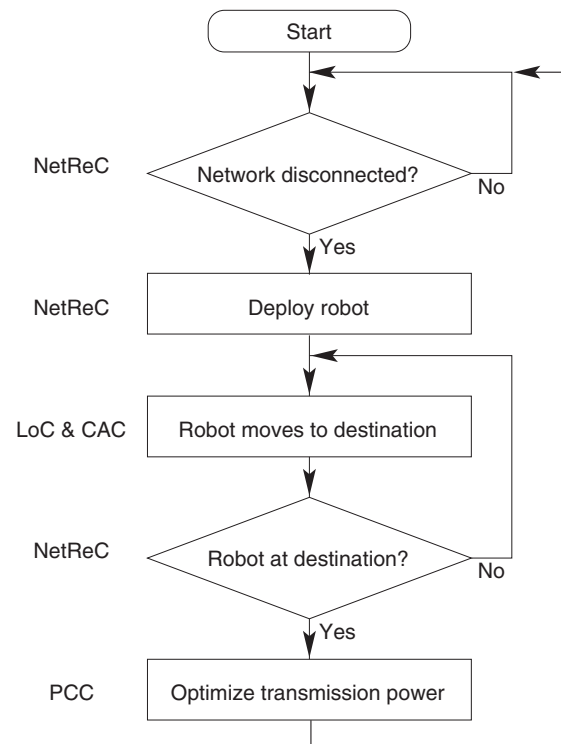 Start
NetReC
Network disconnected?
No
Yes
NetReC
Deploy robot
LoC & CAC
Robot moves to destination
NetReC
Robot at destination?
No
Yes
PCC
Optimize transmission power